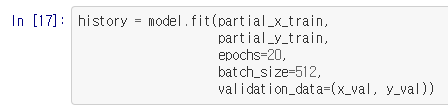 In [17]: history = model.fit(partial_x_train,
partial_y_train,
epochs=20,
batch_size=512,
validation_data=(x_val, y_val))